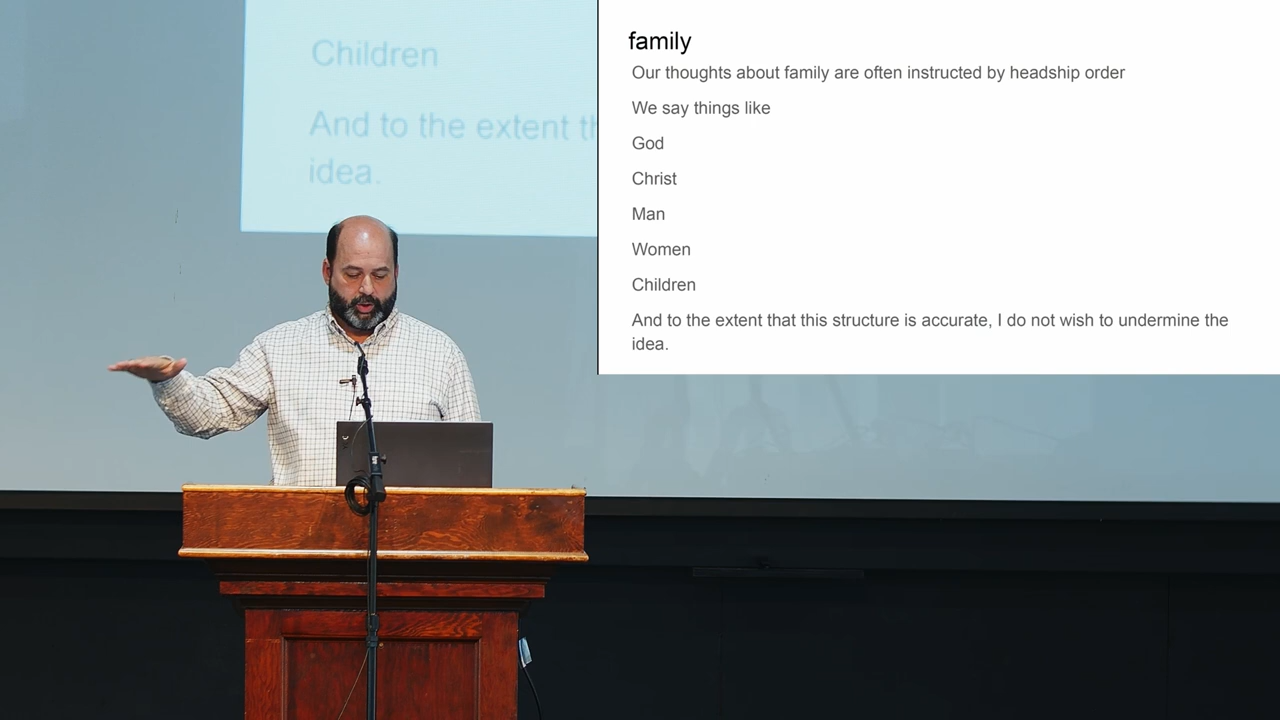 Children
And to the extent th
idea.
family
Our thoughts about family are often instructed by headship order
We say things like
God
Christ
Man
Women
Children
And to the extent that this structure is accurate, I do not wish to undermine the
idea.